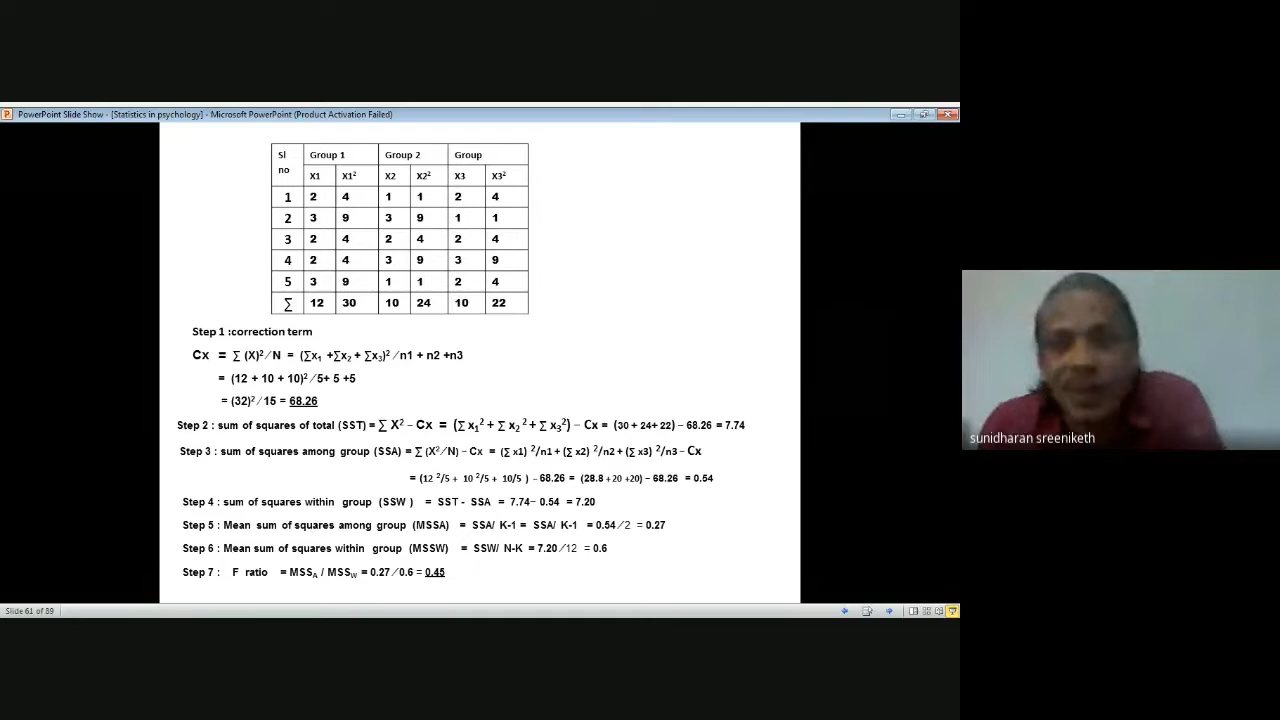 PowerPoint Slide Show - [Statistics in psychology] - Microsoft PowerPoint (Product Activation Failed)
Sl no Group 1 Group 2 Group
X1 X1² X2 X2² X3 X3²
1 2 4 1 1 2 4
2 3 9 3 9 1 1
3 2 4 2 4 2 4
4 2 4 3 9 3 9
5 3 9 1 1 2 4
∑ 12 30 10 24 10 22
Step 1 :correction term
Cx = ∑ (X)²/N = (∑x₁ +∑x₂ + ∑x₃)² /n1 + n2 +n3
= (12 + 10 + 10)²/5+ 5 +5
= (32)²/15 = 68.26
Step 2 : sum of squares of total (SST) = ∑ X² – Cx = (∑ x₁² + ∑ x₂² + ∑ x₃²) – Cx = (30 + 24+ 22) – 68.26 = 7.74
Step 3 : sum of squares among group (SSA) = ∑ (X²/N) – Cx = (∑ x1) ²/n1 + (∑ x2) ²/n2 + (∑ x3) ²/n3 – Cx
= (12 ²/5 + 10 ²/5 + 10/5 ) – 68.26 = (28.8 +20 +20) – 68.26 = 0.54
Step 4 : sum of squares within group (SSW ) = SST - SSA = 7.74– 0.54 = 7.20
Step 5 : Mean sum of squares among group (MSSA) = SSA/ K-1 = SSA/ K-1 = 0.54/2 = 0.27
Step 6 : Mean sum of squares within group (MSSW) = SSW/ N-K = 7.20/12 = 0.6
Step 7 : F ratio = MSS_A / MSS_W = 0.27/0.6 = 0.45
Slide 61 of 89
sunidharan sreeniketh